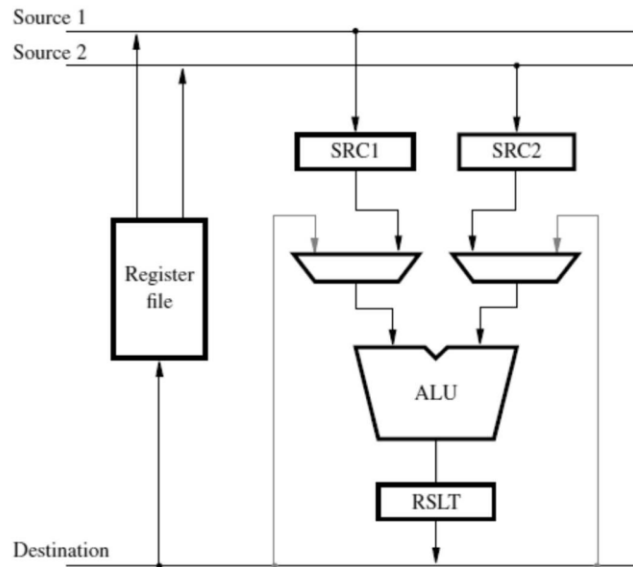 Source 1
Source 2
SRC1
SRC2
Register
file
ALU
RSLT
Destination